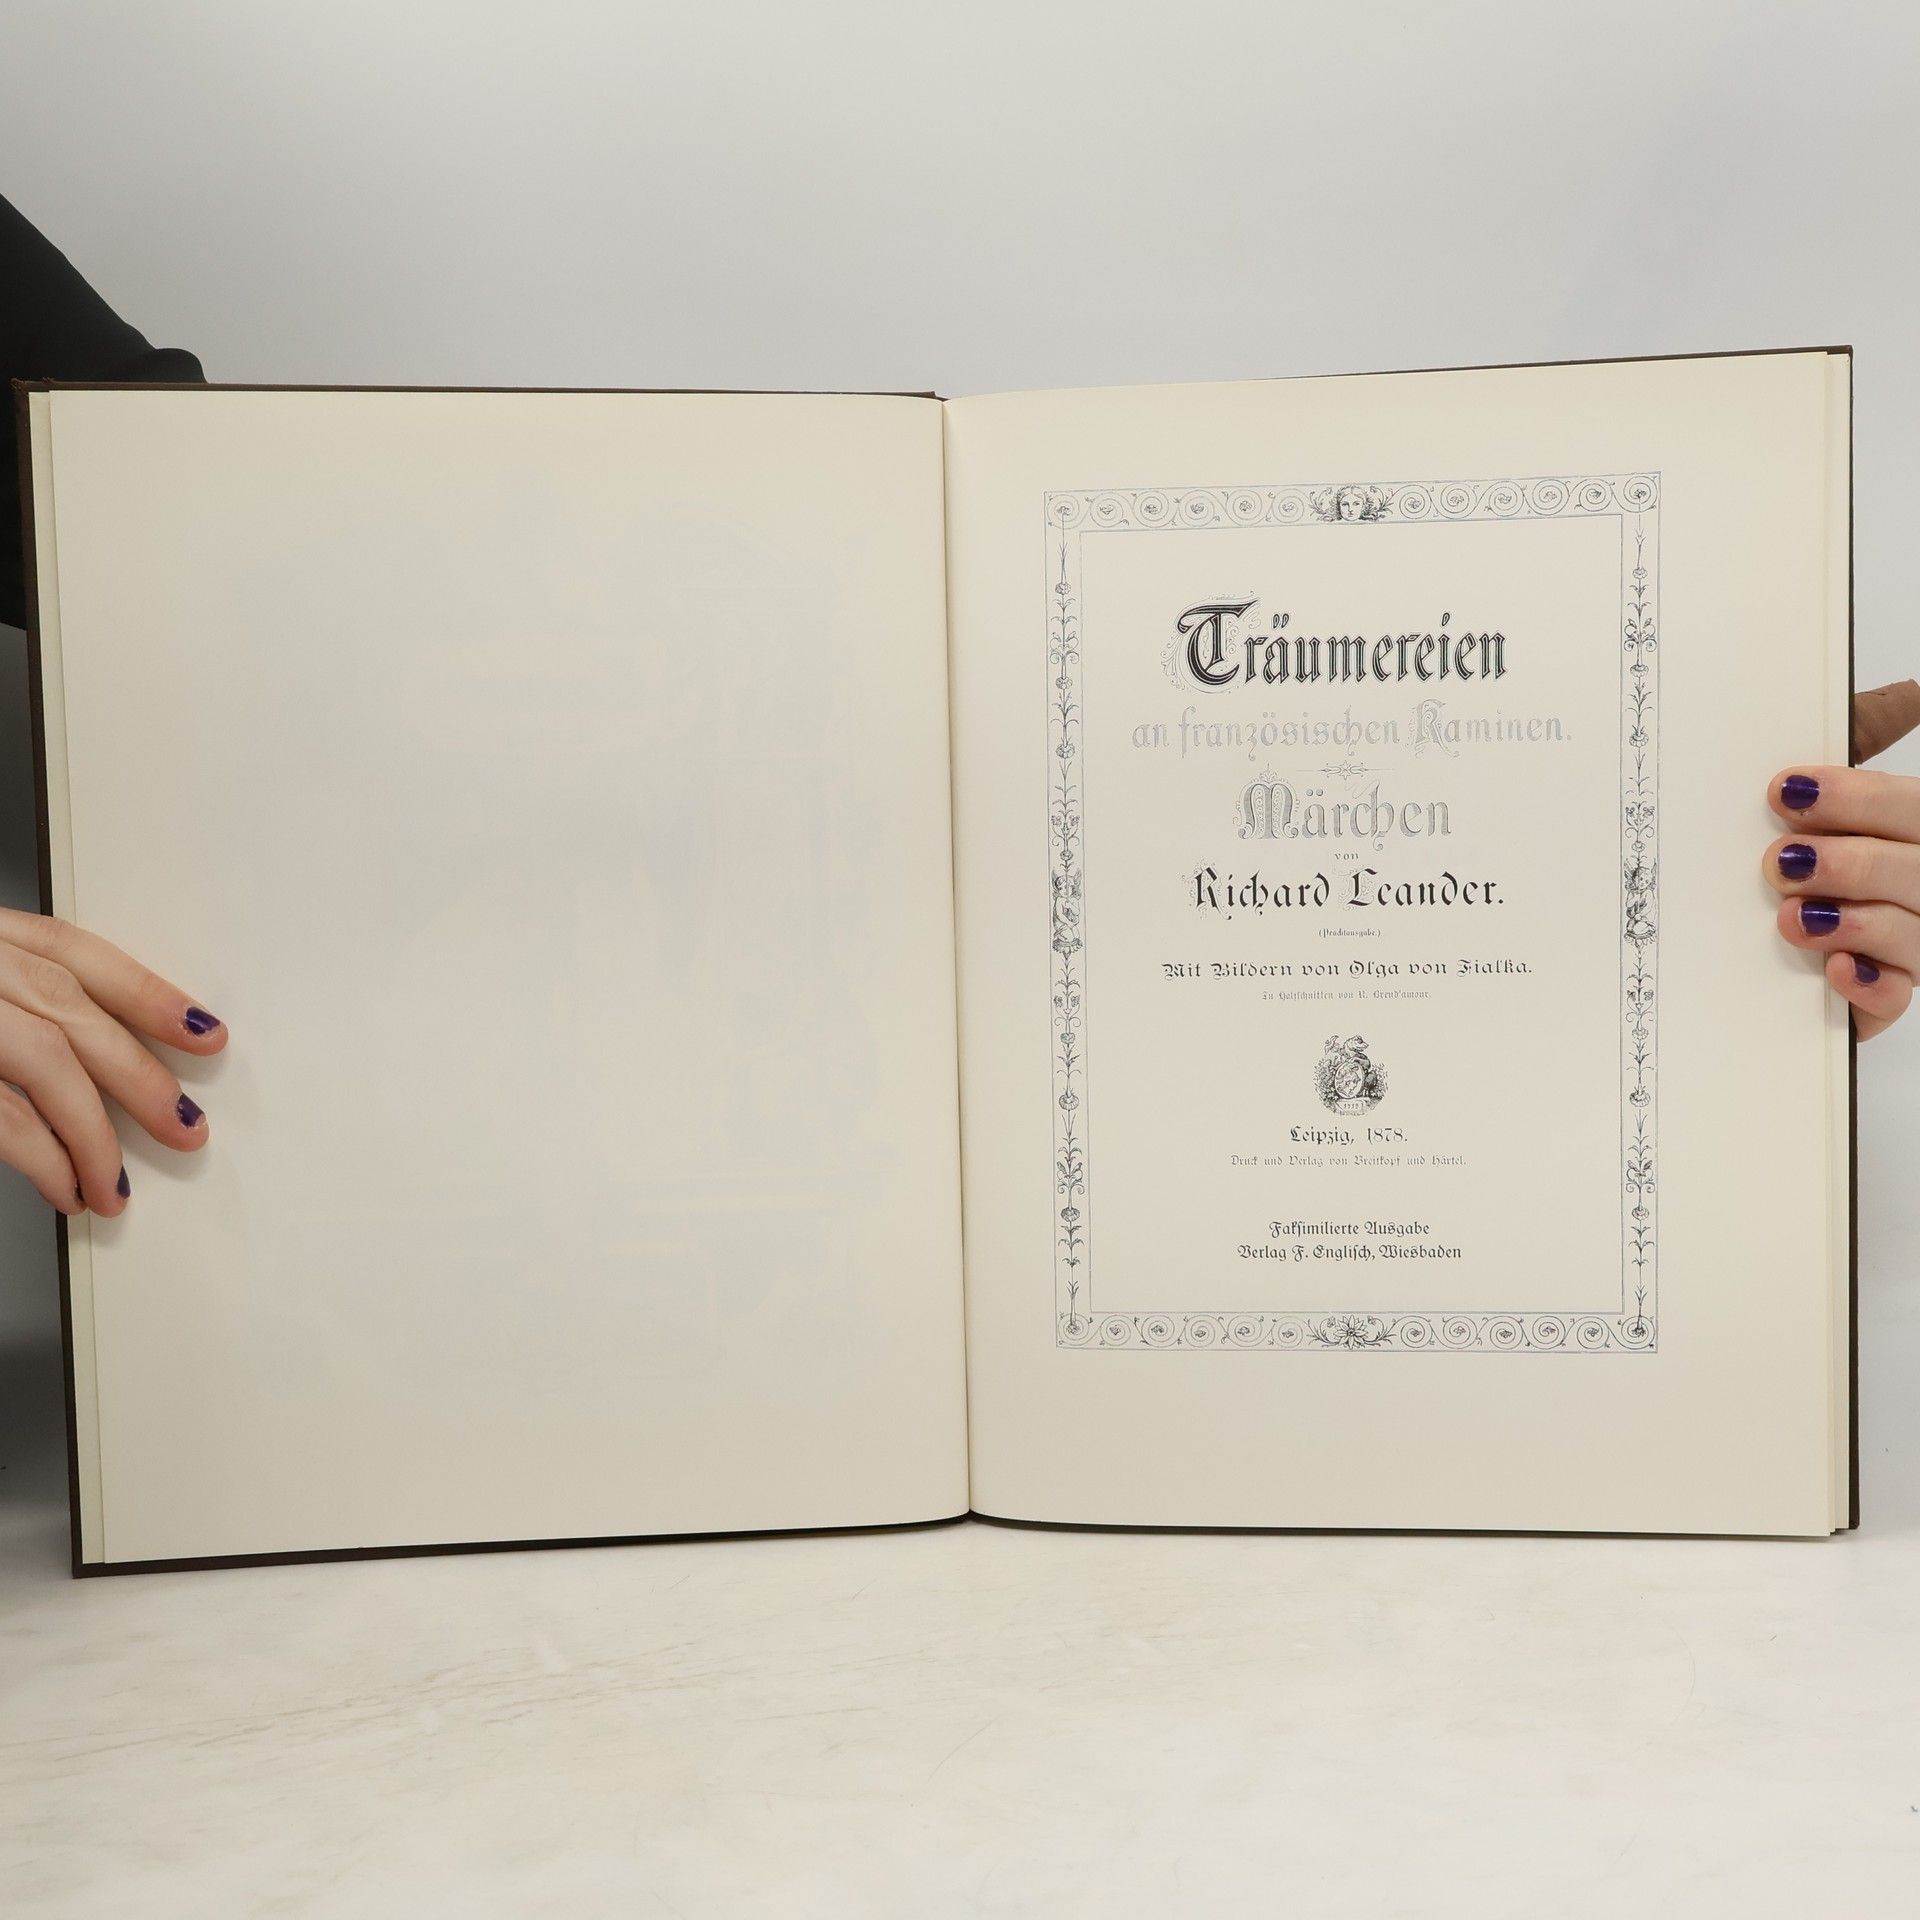 Träumereien
an französischen Kaminen.
Märchen
von
Richard Leander.
(Prachtausgabe.)
Mit Bildern von Olga von Fialka.
In Holzschnitten von R. Brend'amour.
1719
Leipzig, 1878.
Druck und Verlag von Breitkopf und Härtel.
Faksimilierte Ausgabe
Verlag F. Englisch, Wiesbaden